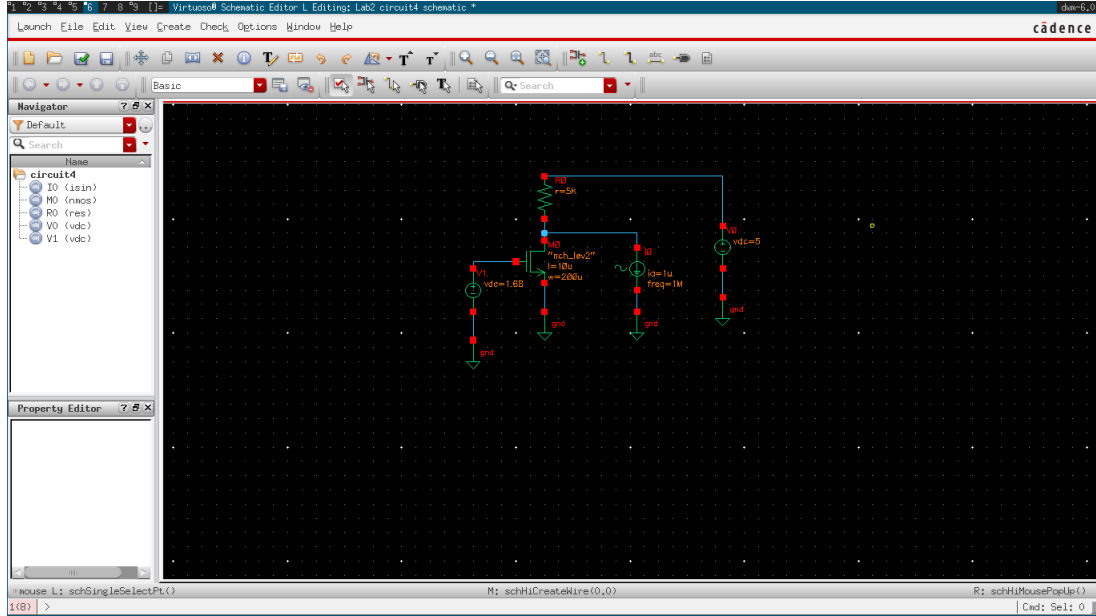 1 2 3 4 5 6 7 8 9 []= Virtuoso® Schematic Editor L Editing: Lab2 circuit4 schematic *
dwm-6.0
Launch File Edit View Create Check Options Window Help
cādence
Basic
Search
Navigator
Default
Search
Name
circuit4
I0 (isin)
M0 (nmos)
R0 (res)
V0 (vdc)
V1 (vdc)
R0
r=5K
V0
vdc=5
M0
"nch_lev2"
l=10u
w=200u
I0
ia=1u
freq=1M
V1
vdc=1.68
gnd
gnd
gnd
gnd
Property Editor
mouse L: schSingleSelectPt()
M: schHiCreateWire(0,0)
R: schHiMousePopUp()
1(8) >
Cmd: Sel: 0